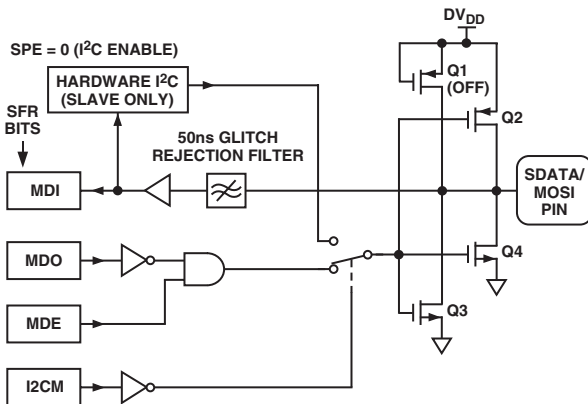 DVDD
SPE = 0 (I²C ENABLE)
HARDWARE I²C
(SLAVE ONLY)
Q1
(OFF)
SFR
BITS
Q2
50ns GLITCH
REJECTION FILTER
MDI
SDATA/
MOSI
PIN
MDO
Q4
MDE
Q3
I2CM